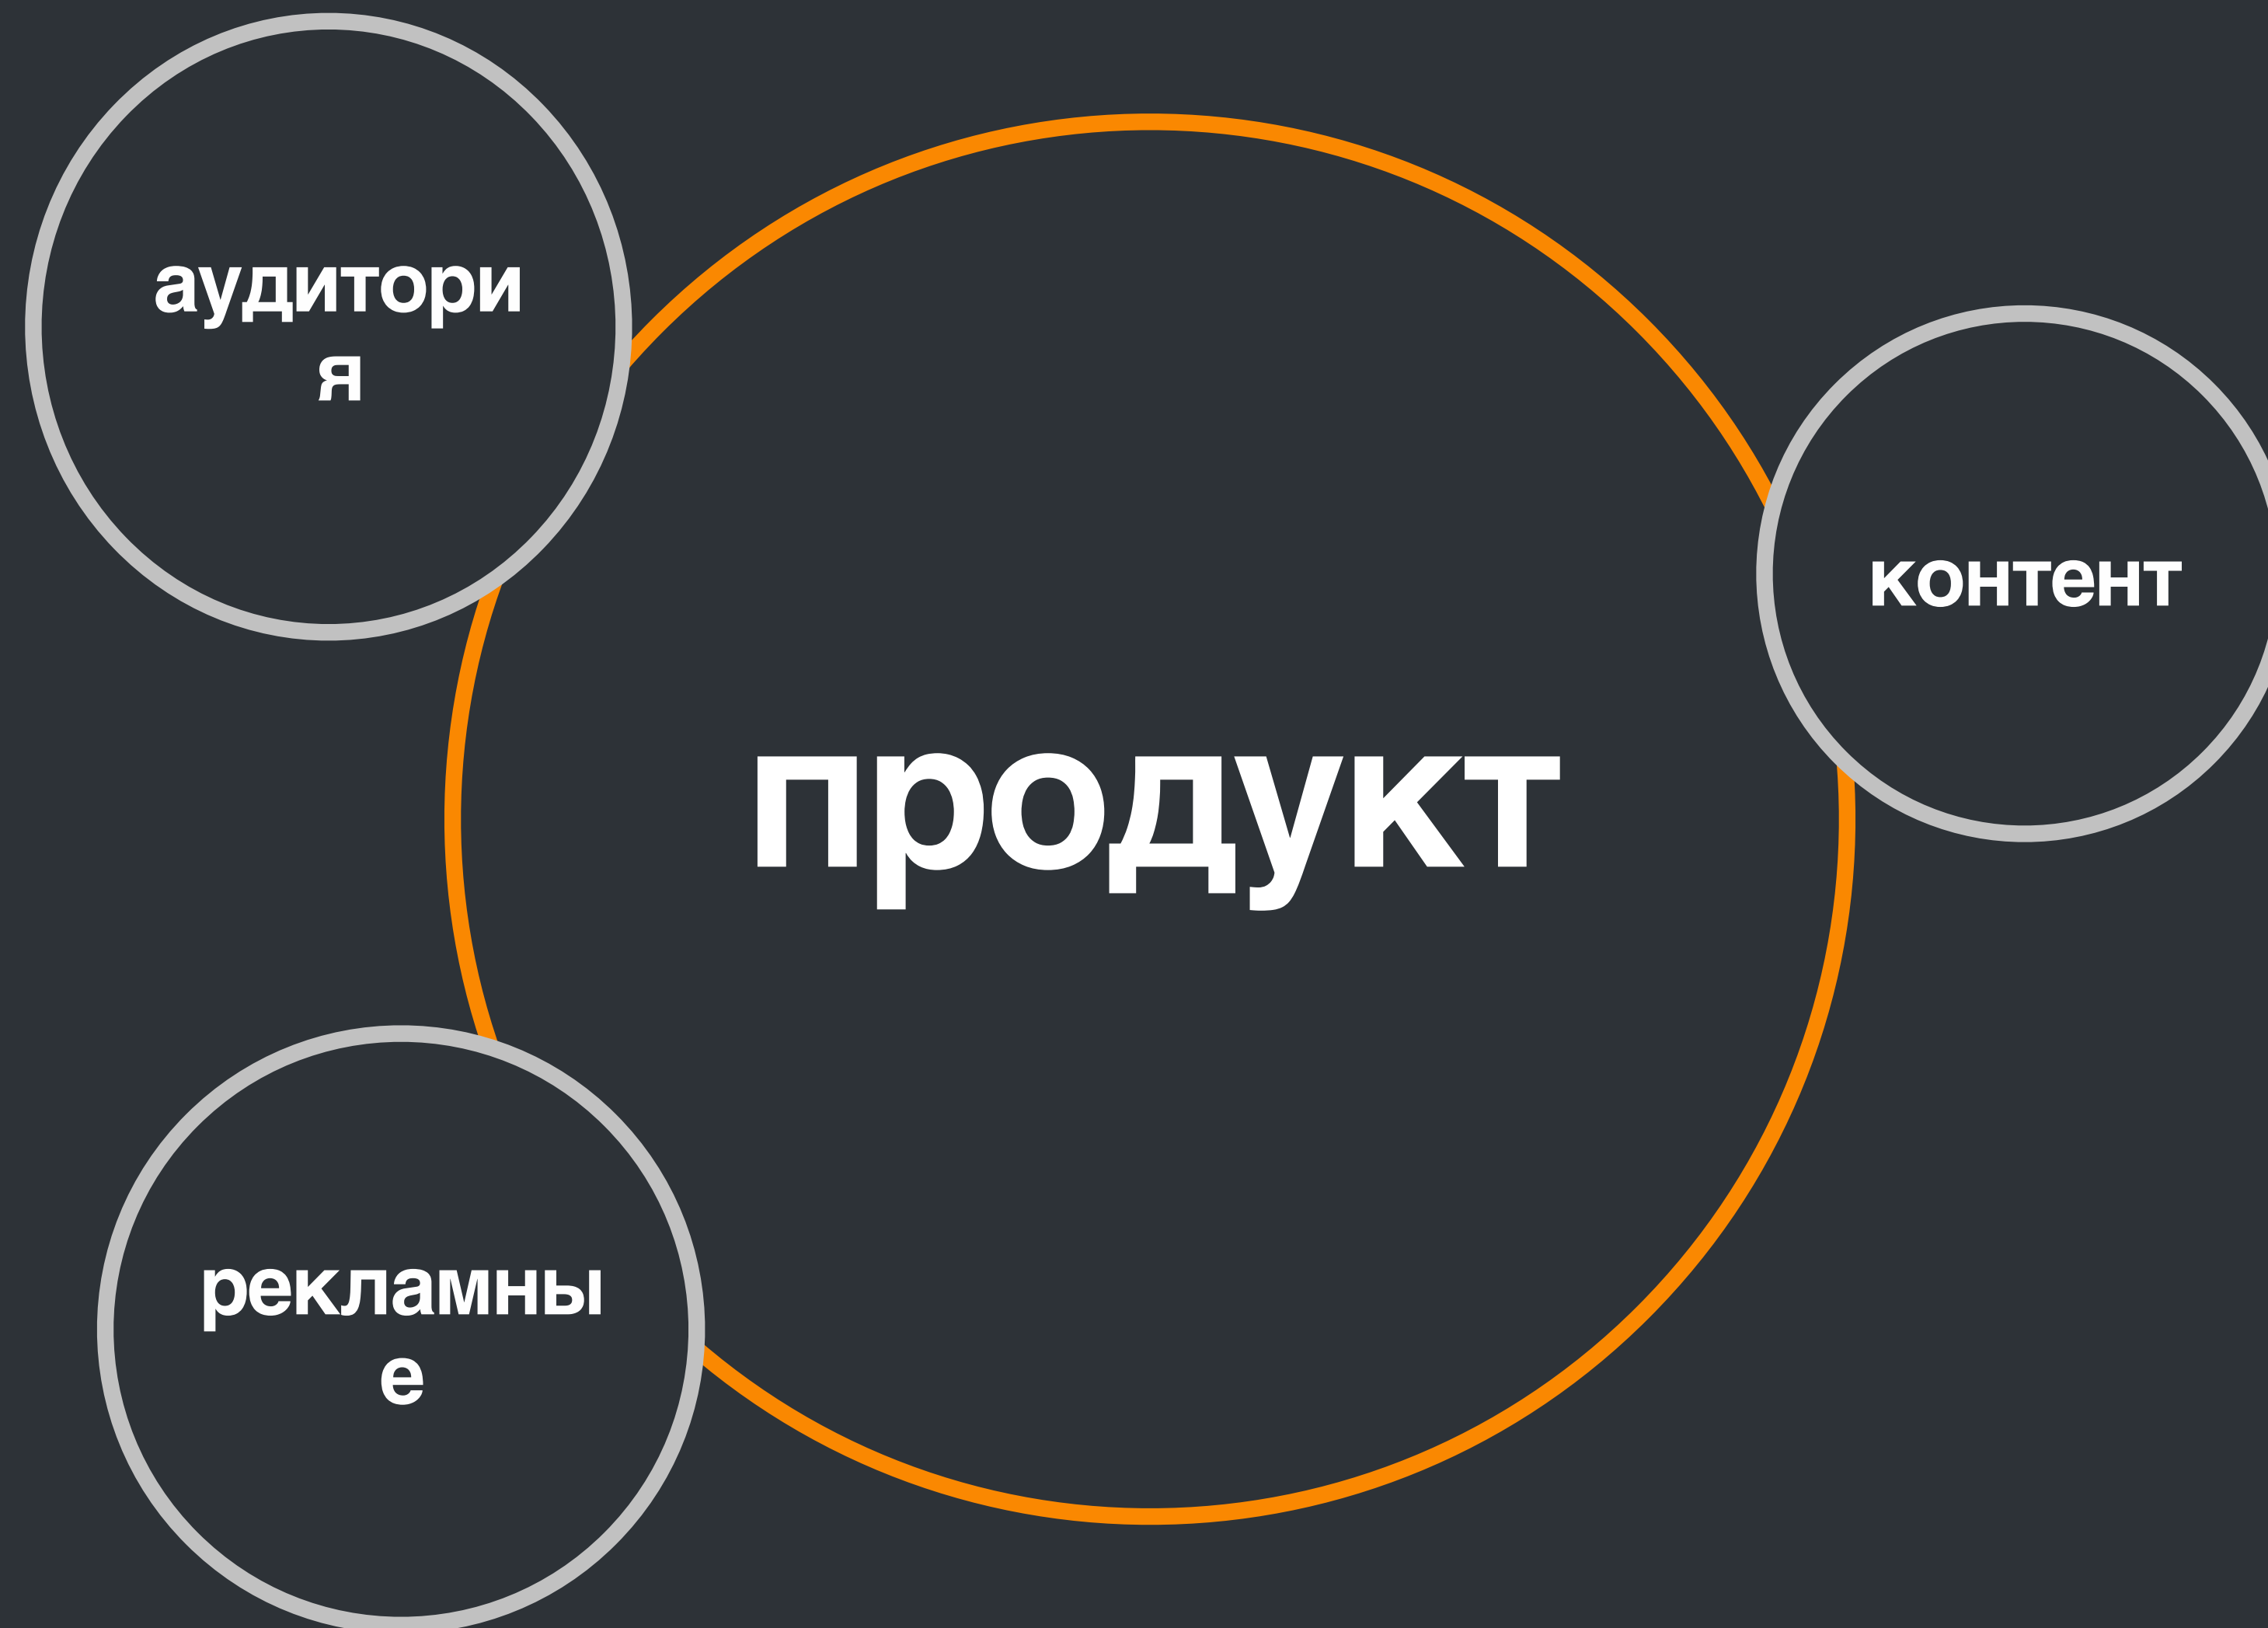 аудитори
я
контент
продукт
рекламны
е